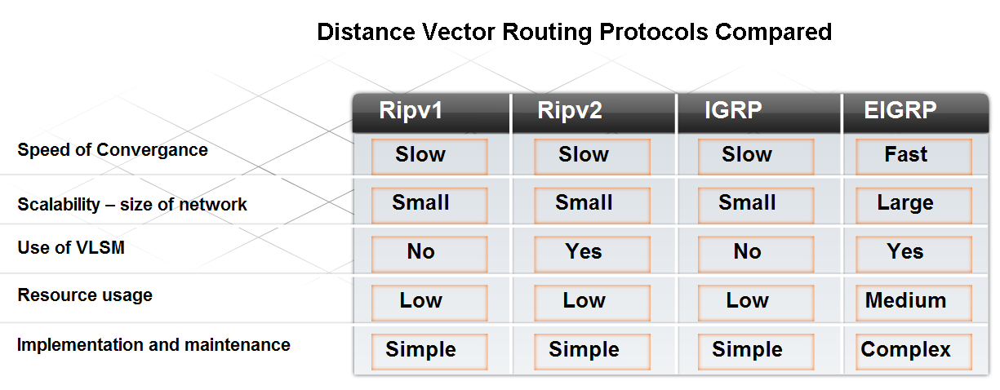 Distance Vector Routing Protocols Compared
Ripv1 Ripv2 IGRP EIGRP
Speed of Convergance Slow Slow Slow Fast
Scalability – size of network Small Small Small Large
Use of VLSM No Yes No Yes
Resource usage Low Low Low Medium
Implementation and maintenance Simple Simple Simple Complex